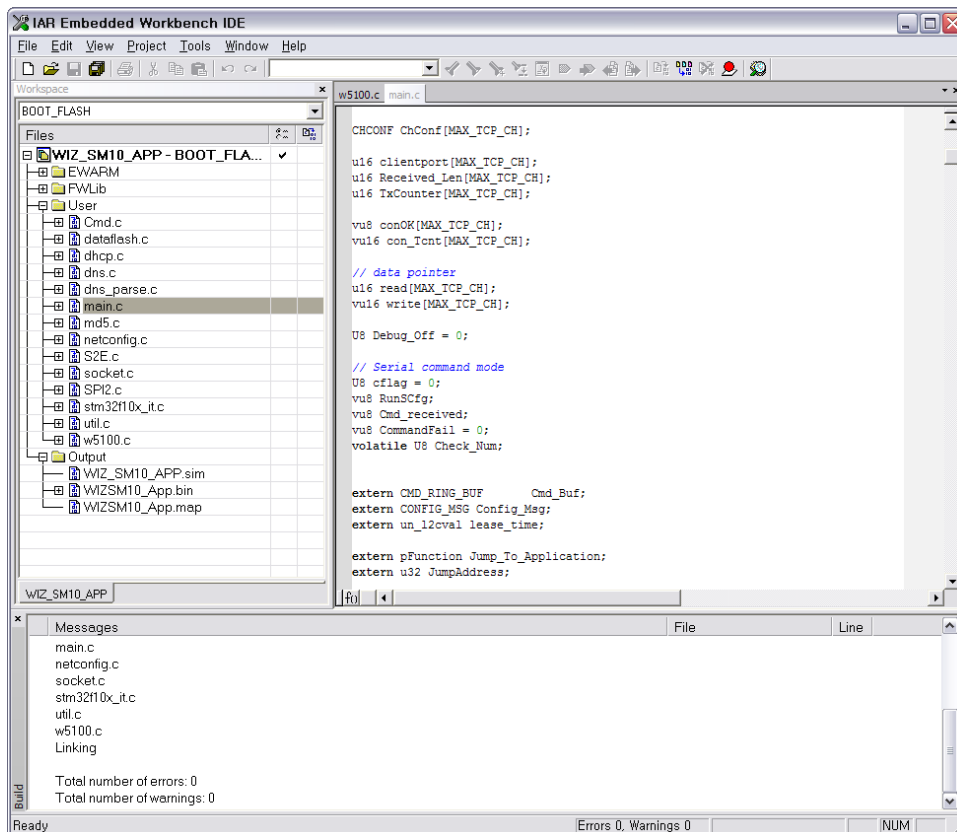 IAR Embedded Workbench IDE
File Edit View Project Tools Window Help
Workspace
BOOT_FLASH
Files
WIZ_SM10_APP - BOOT_FLA...
EWARM
FWLib
User
Cmd.c
dataflash.c
dhcp.c
dns.c
dns_parse.c
main.c
md5.c
netconfig.c
S2E.c
socket.c
SPI2.c
stm32f10x_it.c
util.c
w5100.c
Output
WIZ_SM10_APP.sim
WIZSM10_App.bin
WIZSM10_App.map
WIZ_SM10_APP
w5100.c main.c
CHCONF ChConf[MAX_TCP_CH];
u16 clientport[MAX_TCP_CH];
u16 Received_Len[MAX_TCP_CH];
u16 TxCounter[MAX_TCP_CH];
vu8 conOK[MAX_TCP_CH];
vu16 con_Tcnt[MAX_TCP_CH];
// data pointer
u16 read[MAX_TCP_CH];
vu16 write[MAX_TCP_CH];
U8 Debug_Off = 0;
// Serial command mode
U8 cflag = 0;
vu8 RunSCfg;
vu8 Cmd_received;
vu8 CommandFail = 0;
volatile U8 Check_Num;
extern CMD_RING_BUF Cmd_Buf;
extern CONFIG_MSG Config_Msg;
extern un_l2cval lease_time;
extern pFunction Jump_To_Application;
extern u32 JumpAddress;
f()
Messages File Line
main.c
netconfig.c
socket.c
stm32f10x_it.c
util.c
w5100.c
Linking
Total number of errors: 0
Total number of warnings: 0
Build
Ready Errors 0, Warnings 0 NUM